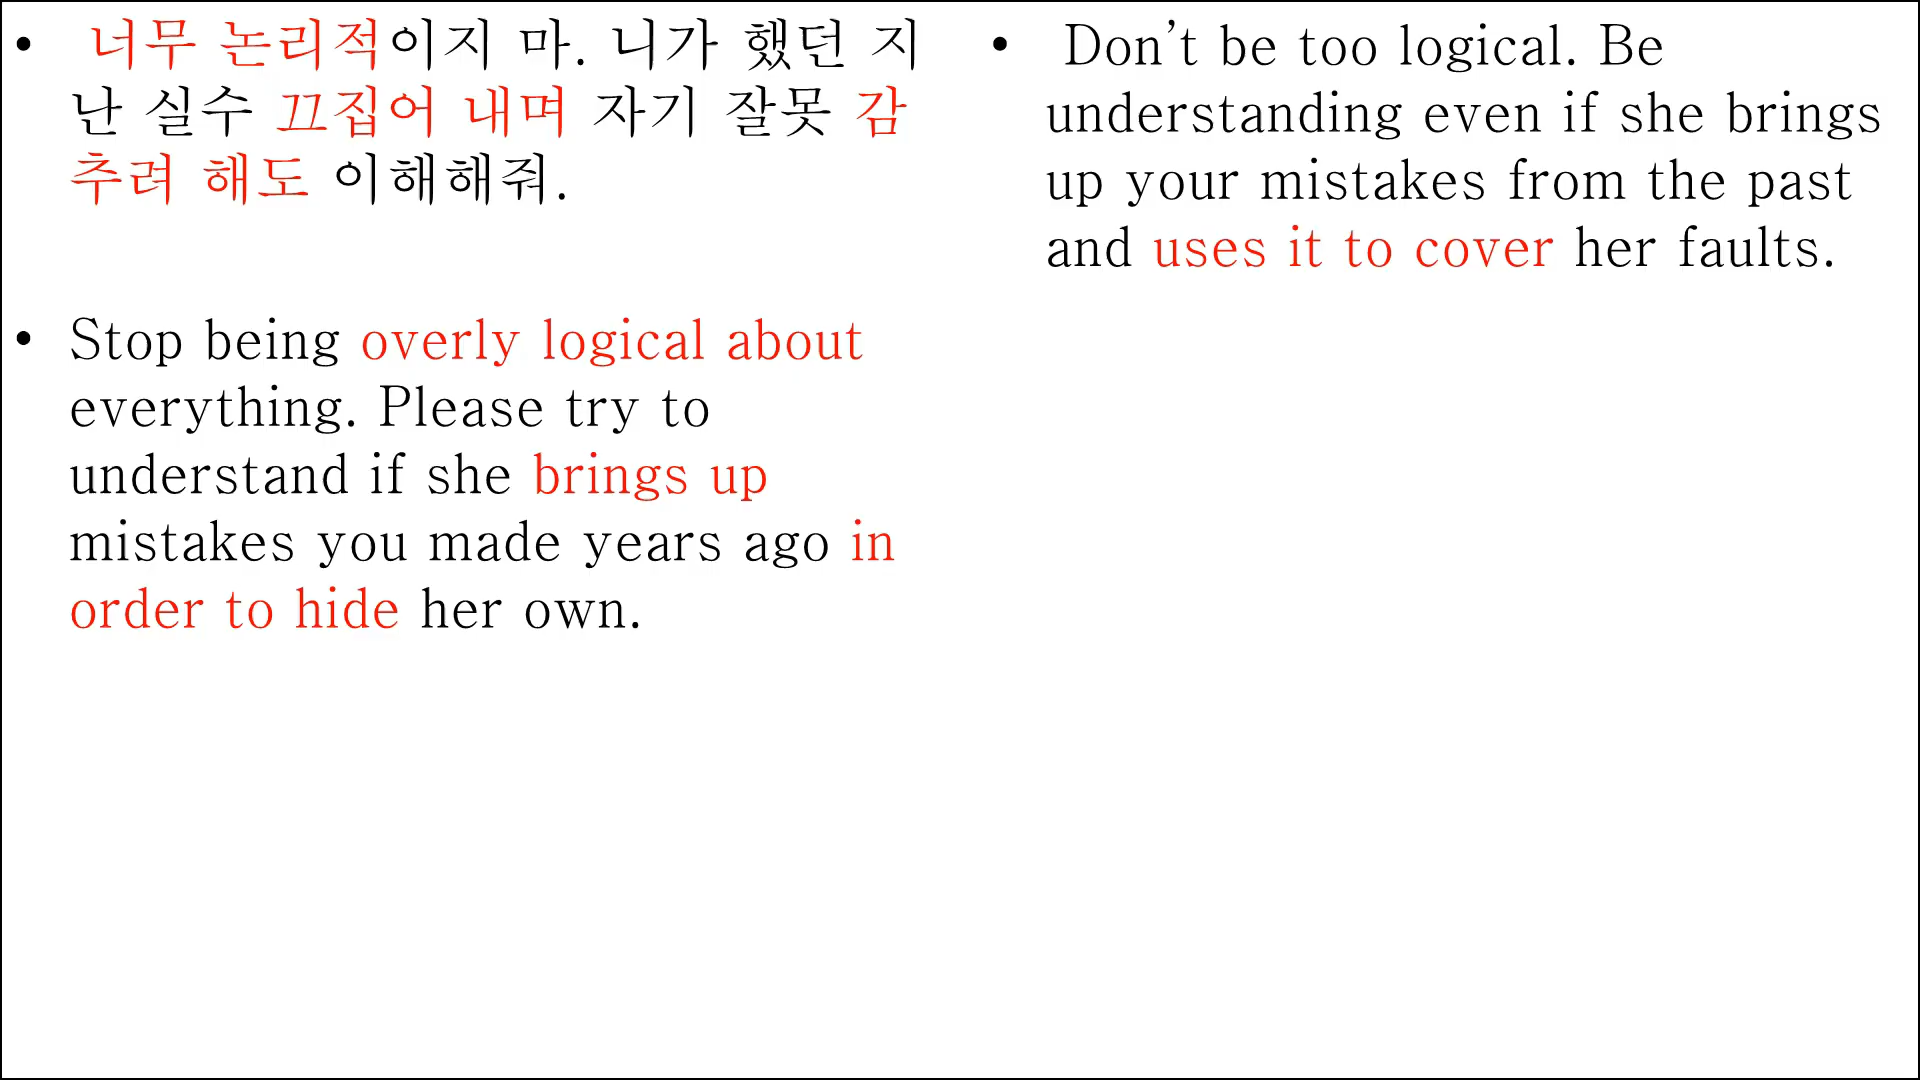 • 너무 논리적이지 마. 니가 했던 지
난 실수 끄집어 내며 자기 잘못 감
추려 해도 이해해줘.
• Stop being overly logical about
everything. Please try to
understand if she brings up
mistakes you made years ago in
order to hide her own.
• Don't be too logical. Be
understanding even if she brings
up your mistakes from the past
and uses it to cover her faults.